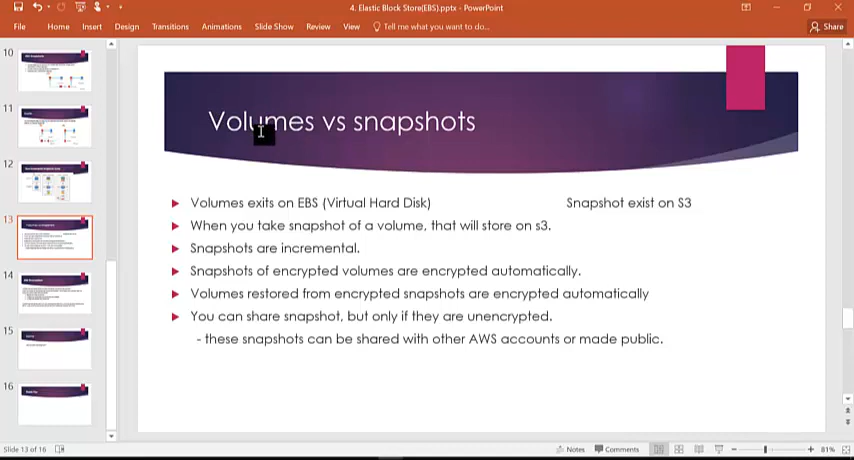 4. Elastic Block Store(EBS).pptx - PowerPoint
File Home Insert Design Transitions Animations Slide Show Review View Tell me what you want to do... Share
10
11
12
13
14
15
16
Volumes vs snapshots
Volumes exits on EBS (Virtual Hard Disk) Snapshot exist on S3
When you take snapshot of a volume, that will store on s3.
Snapshots are incremental.
Snapshots of encrypted volumes are encrypted automatically.
Volumes restored from encrypted snapshots are encrypted automatically
You can share snapshot, but only if they are unencrypted.
- these snapshots can be shared with other AWS accounts or made public.
Slide 13 of 16 Notes Comments 81%